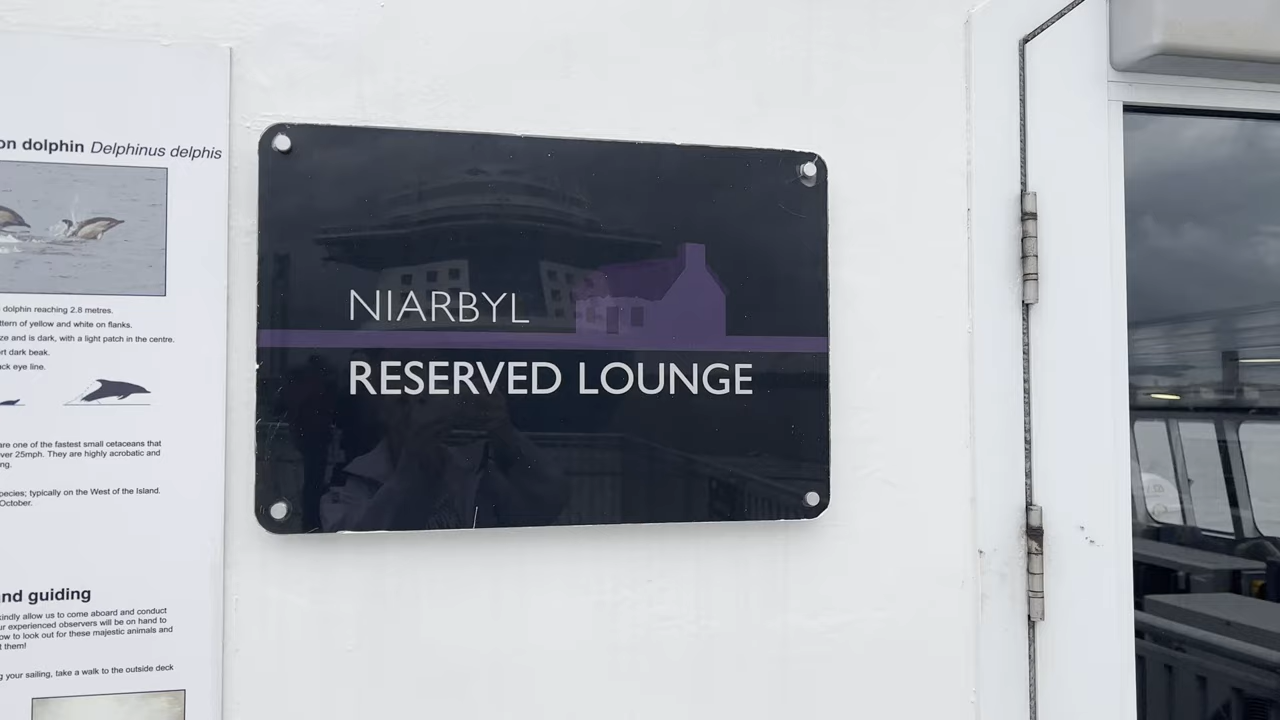 on dolphin Delphinus delphis
dolphin reaching 2.8 metres.
ttern of yellow and white on flanks.
ze and is dark, with a light patch in the centre.
rt dark beak.
ck eye line.
are one of the fastest small cetaceans that
ver 25mph. They are highly acrobatic and
ng.
pecies; typically on the West of the Island.
October.
nd guiding
kindly allow us to come aboard and conduct
ur experienced observers will be on hand to
ow to look out for these majestic animals and
t them!
g your sailing, take a walk to the outside deck
NIARBYL
RESERVED LOUNGE